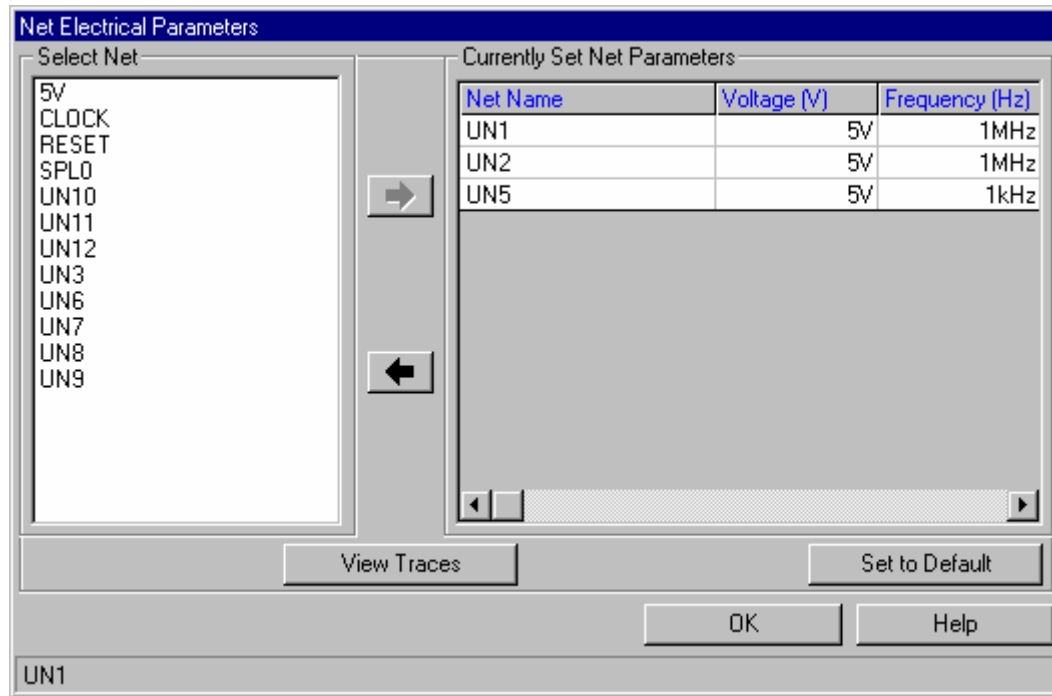 Net Electrical Parameters
Select Net
5V
CLOCK
RESET
SPL0
UN10
UN11
UN12
UN3
UN6
UN7
UN8
UN9
Currently Set Net Parameters
Net Name Voltage (V) Frequency (Hz)
UN1 5V 1MHz
UN2 5V 1MHz
UN5 5V 1kHz
View Traces
Set to Default
OK
Help
UN1